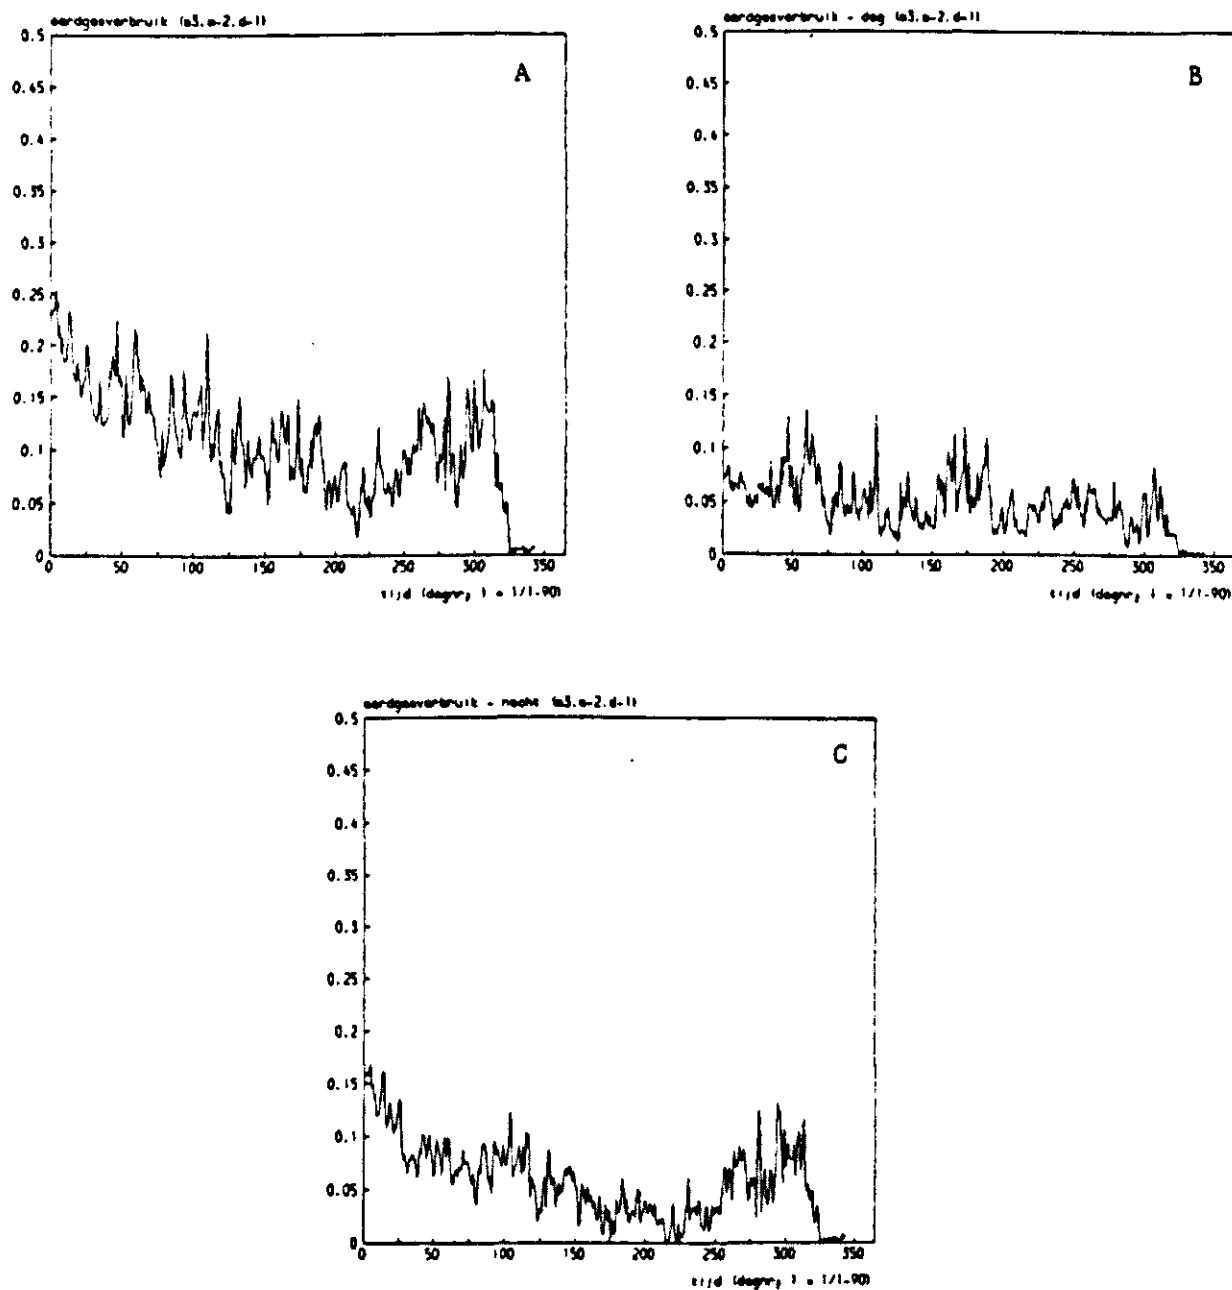 aardgasverbruik (m3.m-2.d-1)
A
0.5
0.45
0.4
0.35
0.3
0.25
0.2
0.15
0.1
0.05
0
0 50 100 150 200 250 300 350
tijd (dagnr; 1 = 1/1-90)
aardgasverbruik - dag (m3.m-2.d-1)
B
0.5
0.45
0.4
0.35
0.3
0.25
0.2
0.15
0.1
0.05
0
0 50 100 150 200 250 300 350
tijd (dagnr; 1 = 1/1-90)
aardgasverbruik - nacht (m3.m-2.d-1)
C
0.5
0.45
0.4
0.35
0.3
0.25
0.2
0.15
0.1
0.05
0
0 50 100 150 200 250 300 350
tijd (dagnr; 1 = 1/1-90)